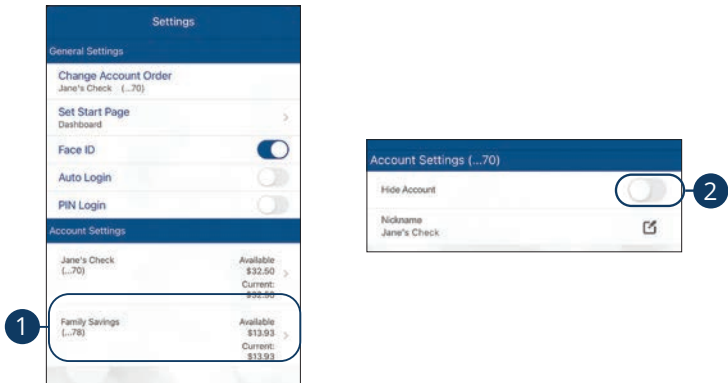 Settings
General Settings
Change Account Order
Jane's Check (...70)
Set Start Page
Dashboard
Face ID
Auto Login
PIN Login
Account Settings
Jane's Check Available
(...70) $32.50
Current:
$32.50
1
Family Savings Available
(...78) $13.93
Current:
$13.93
Account Settings (...70)
Hide Account
2
Nickname
Jane's Check